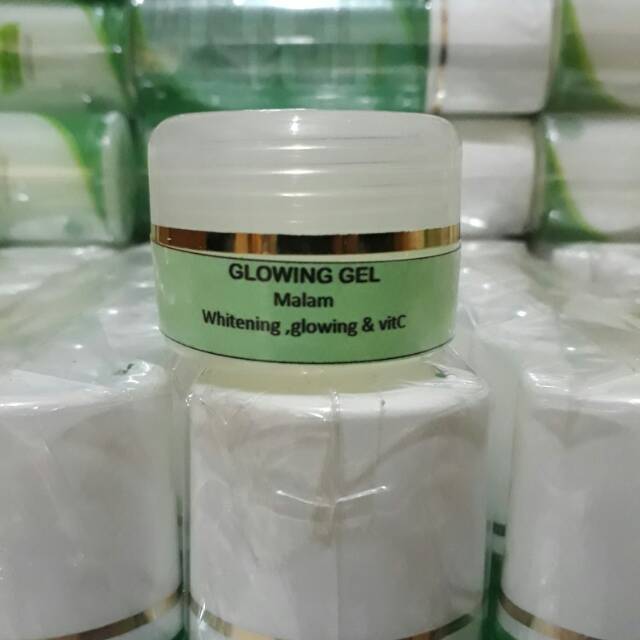 GLOWING GEL
Malam
Whitening ,glowing & vitC